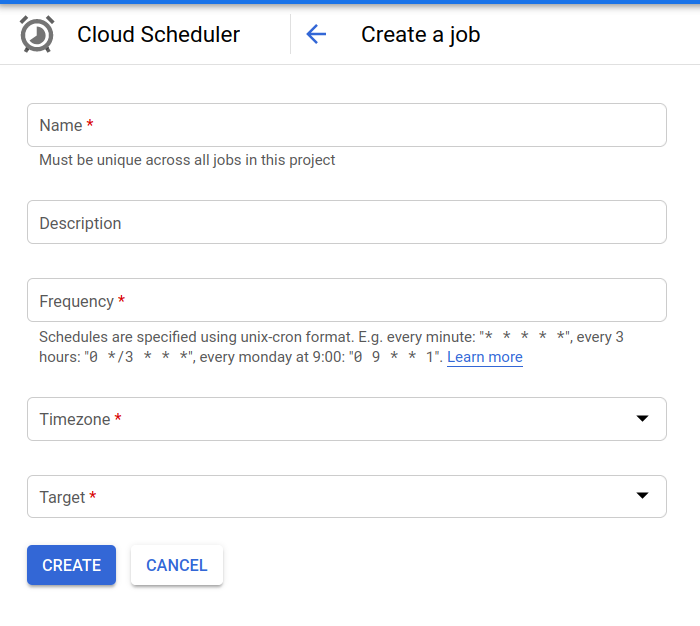 Cloud Scheduler
Create a job
Name *
Must be unique across all jobs in this project
Description
Frequency *
Schedules are specified using unix-cron format. E.g. every minute: "* * * * *", every 3
hours: "0 */3 * * *", every monday at 9:00: "0 9 * * 1". Learn more
Timezone *
Target *
CREATE
CANCEL